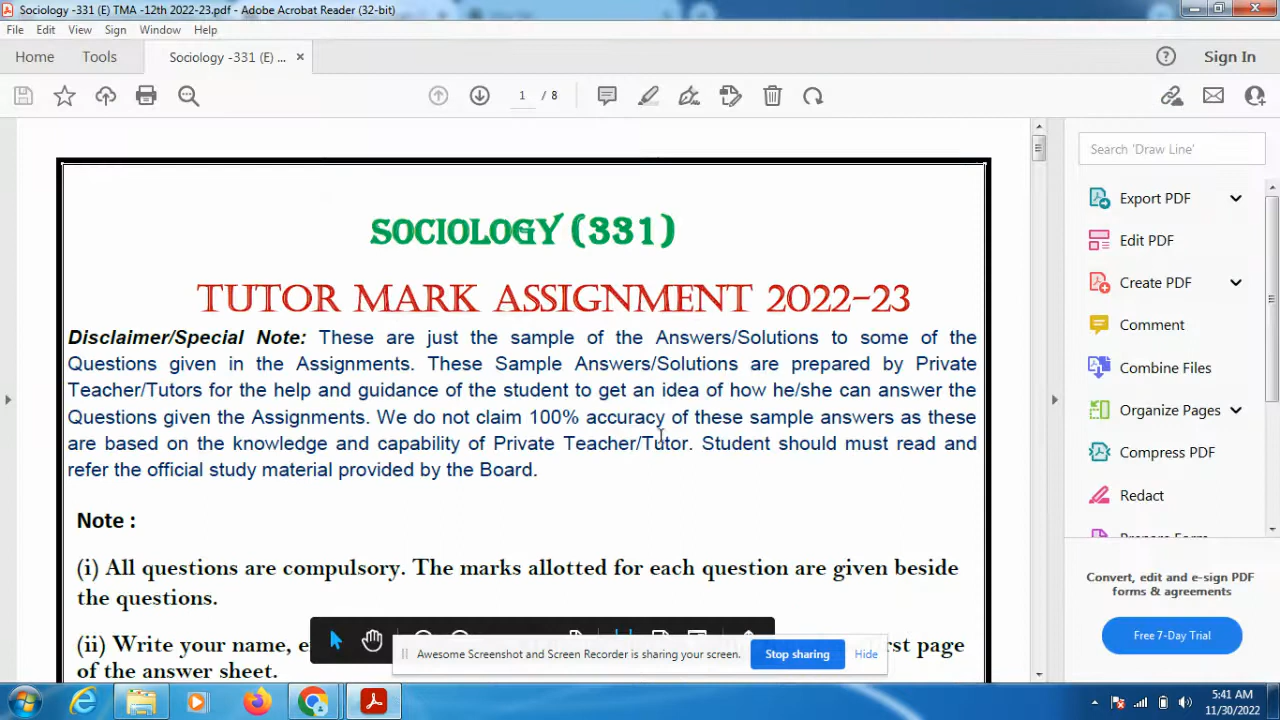 Sociology -331 (E) TMA -12th 2022-23.pdf - Adobe Acrobat Reader (32-bit)
File Edit View Sign Window Help
Home Tools Sociology -331 (E) ... × Sign In
1 / 8
Search 'Draw Line'
SOCIOLOGY (331)
TUTOR MARK ASSIGNMENT 2022-23
Disclaimer/Special Note: These are just the sample of the Answers/Solutions to some of the
Questions given in the Assignments. These Sample Answers/Solutions are prepared by Private
Teacher/Tutors for the help and guidance of the student to get an idea of how he/she can answer the
Questions given the Assignments. We do not claim 100% accuracy of these sample answers as these
are based on the knowledge and capability of Private Teacher/Tutor. Student should must read and
refer the official study material provided by the Board.
Note :
(i) All questions are compulsory. The marks allotted for each question are given beside
the questions.
(ii) Write your name, rst page
of the answer sheet.
Export PDF
Edit PDF
Create PDF
Comment
Combine Files
Organize Pages
Compress PDF
Redact
Convert, edit and e-sign PDF
forms & agreements
Free 7-Day Trial
Awesome Screenshot and Screen Recorder is sharing your screen. Stop sharing Hide
5:41 AM
11/30/2022